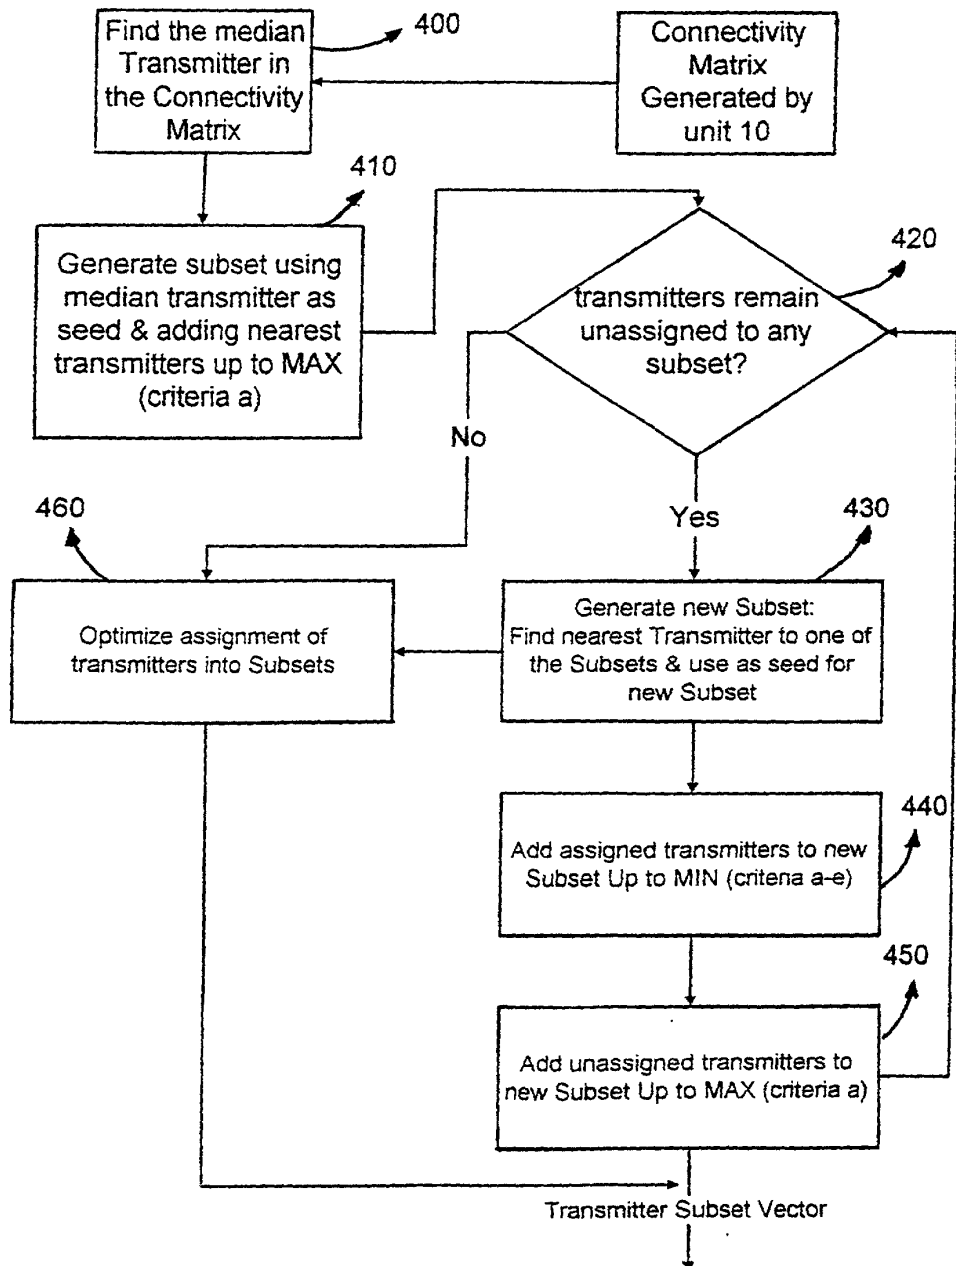 Find the median
Transmitter in
the Connectivity
Matrix
400
Connectivity
Matrix
Generated by
unit 10
410
Generate subset using
median transmitter as
seed & adding nearest
transmitters up to MAX
(criteria a)
420
transmitters remain
unassigned to any
subset?
No
Yes
460
430
Optimize assignment of
transmitters into Subsets
Generate new Subset:
Find nearest Transmitter to one of
the Subsets & use as seed for
new Subset
440
Add assigned transmitters to new
Subset Up to MIN (criteria a-e)
450
Add unassigned transmitters to
new Subset Up to MAX (criteria a)
Transmitter Subset Vector